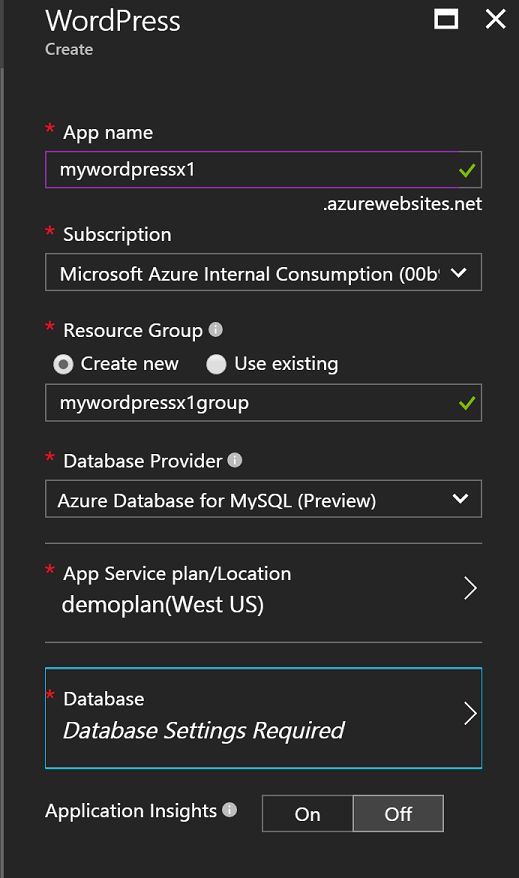 WordPress
Create
* App name
mywordpressx1
.azurewebsites.net
* Subscription
Microsoft Azure Internal Consumption (00b
* Resource Group
Create new Use existing
mywordpressx1group
* Database Provider
Azure Database for MySQL (Preview)
* App Service plan/Location
demoplan(West US)
* Database
Database Settings Required
Application Insights On Off